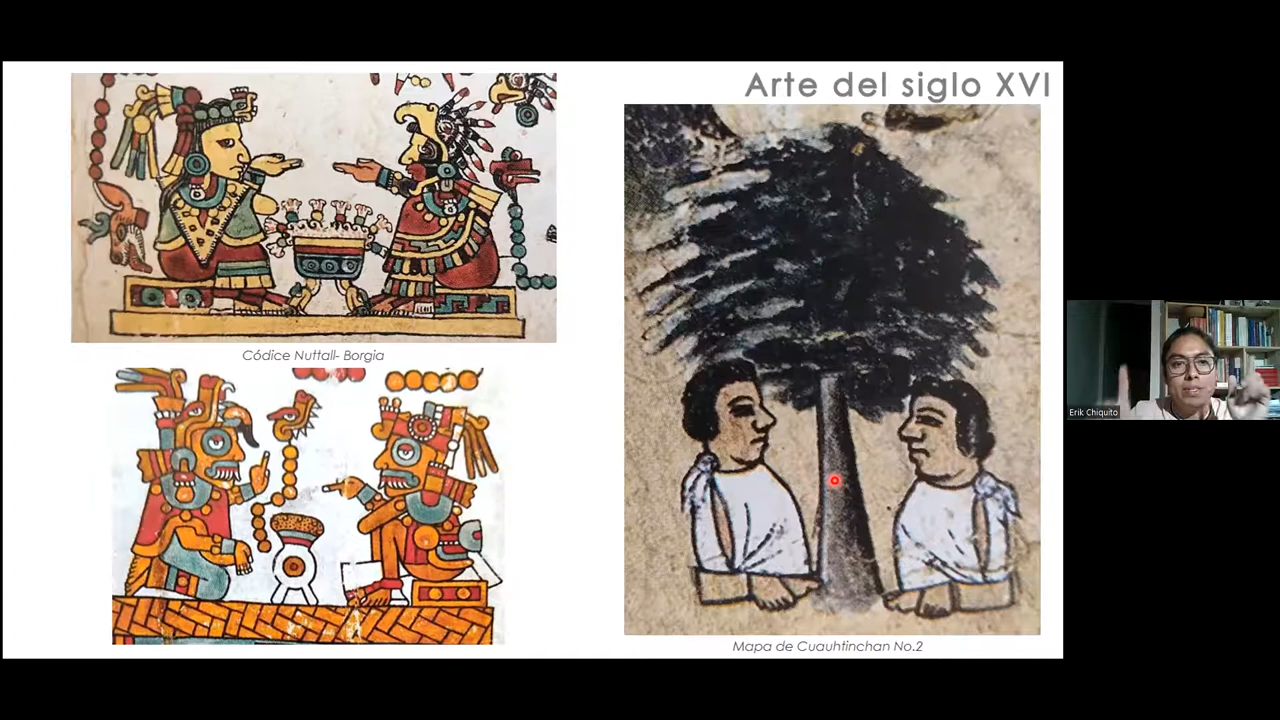 Arte del siglo XVI
Códice Nuttall- Borgia
Mapa de Cuauhtinchan No.2
Erik Chiquito